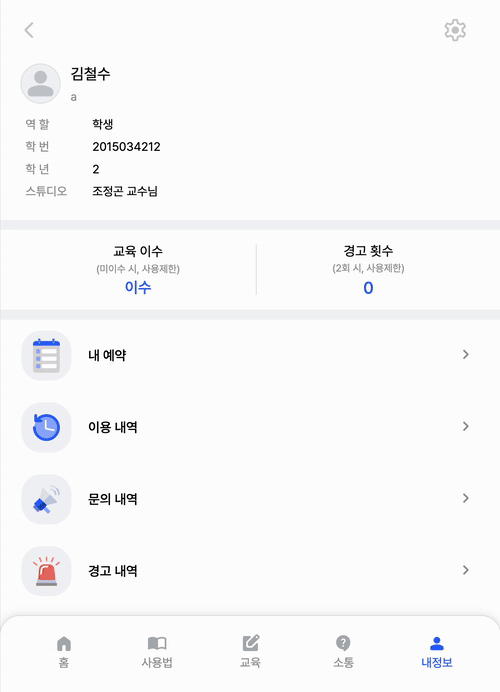 김철수
a
역 할 학생
학 번 2015034212
학 년 2
스튜디오 조정곤 교수님
교육 이수 경고 횟수
(미이수 시, 사용제한) (2회 시, 사용제한)
이수 0
내 예약
이용 내역
문의 내역
경고 내역
홈 사용법 교육 소통 내정보